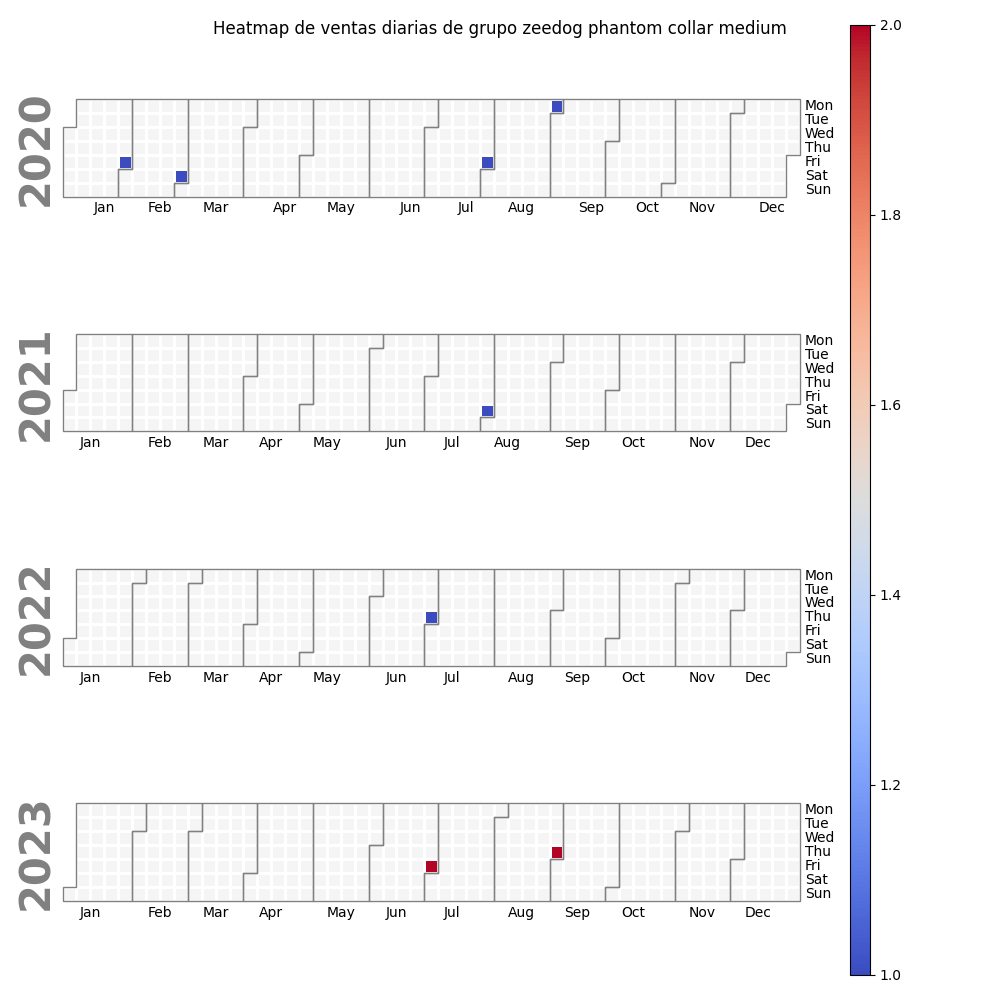 Heatmap de ventas diarias de grupo zeedog phantom collar medium
2020
Mon
Tue
Wed
Thu
Fri
Sat
Sun
Jan Feb Mar Apr May Jun Jul Aug Sep Oct Nov Dec
2021
Mon
Tue
Wed
Thu
Fri
Sat
Sun
Jan Feb Mar Apr May Jun Jul Aug Sep Oct Nov Dec
2022
Mon
Tue
Wed
Thu
Fri
Sat
Sun
Jan Feb Mar Apr May Jun Jul Aug Sep Oct Nov Dec
2023
Mon
Tue
Wed
Thu
Fri
Sat
Sun
Jan Feb Mar Apr May Jun Jul Aug Sep Oct Nov Dec
2.0
1.8
1.6
1.4
1.2
1.0